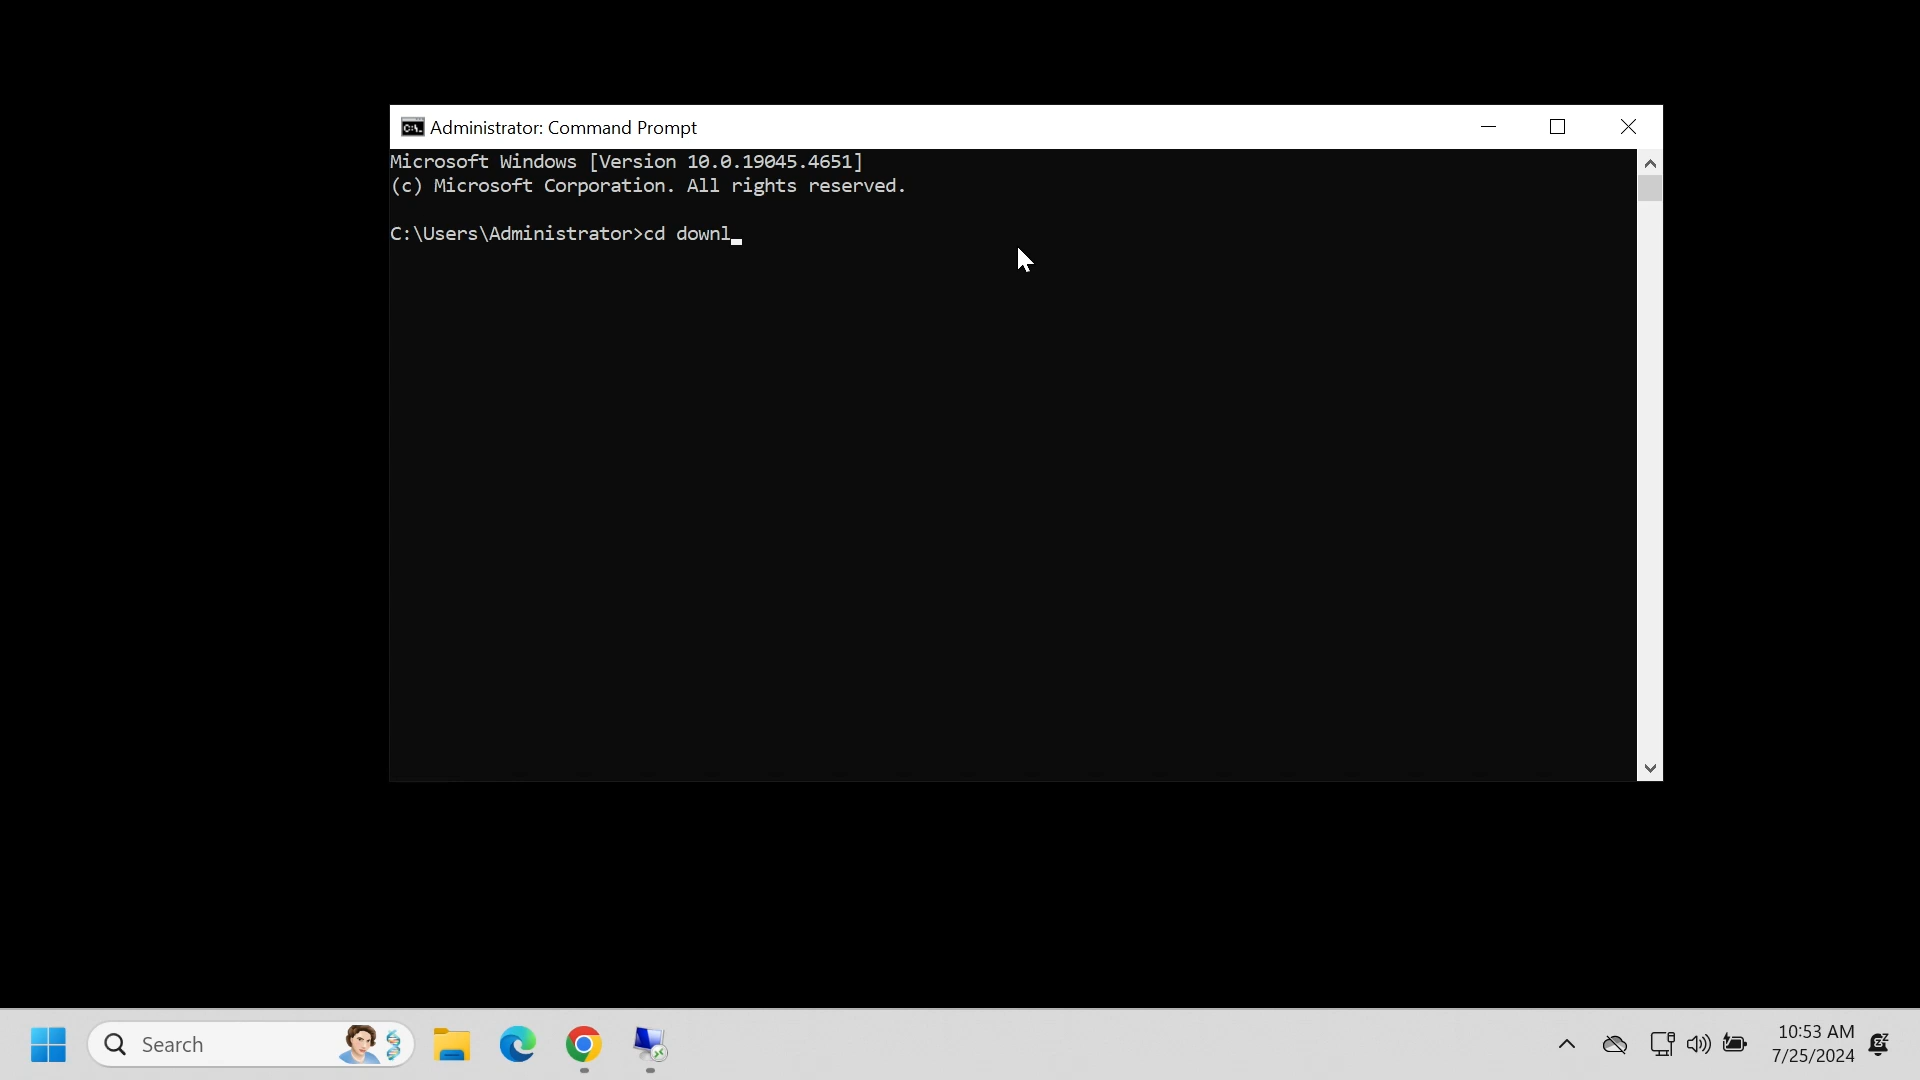 Administrator: Command Prompt
Microsoft Windows [Version 10.0.19045.4651]
(c) Microsoft Corporation. All rights reserved.
C:\Users\Administrator>cd downl_
Search
10:53 AM
7/25/2024